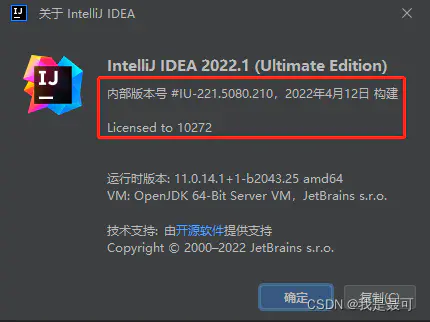 关于 IntelliJ IDEA
IJ
IntelliJ IDEA 2022.1 (Ultimate Edition)
内部版本号 #IU-221.5080.210，2022年4月12日 构建
Licensed to 10272
运行时版本: 11.0.14.1+1-b2043.25 amd64
VM: OpenJDK 64-Bit Server VM，JetBrains s.r.o.
技术支持: 由开源软件提供支持
Copyright © 2000–2022 JetBrains s.r.o.
确定
复制(C)
CSDN @我是聂可